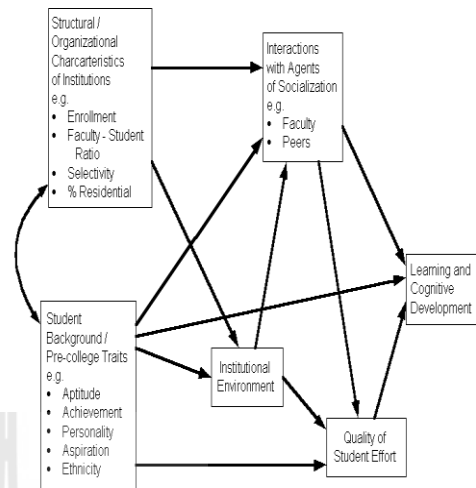 Structural /
Organizational
Charcarteristics
of Institutions
e.g.
• Enrollment
• Faculty - Student
Ratio
• Selectivity
• % Residential
Interactions
with Agents
of Socialization
e.g.
• Faculty
• Peers
Learning and
Cognitive
Development
Student
Background /
Pre-college Traits
e.g.
• Aptitude
• Achievement
• Personality
• Aspiration
• Ethnicity
Institutional
Environment
Quality of
Student Effort
H